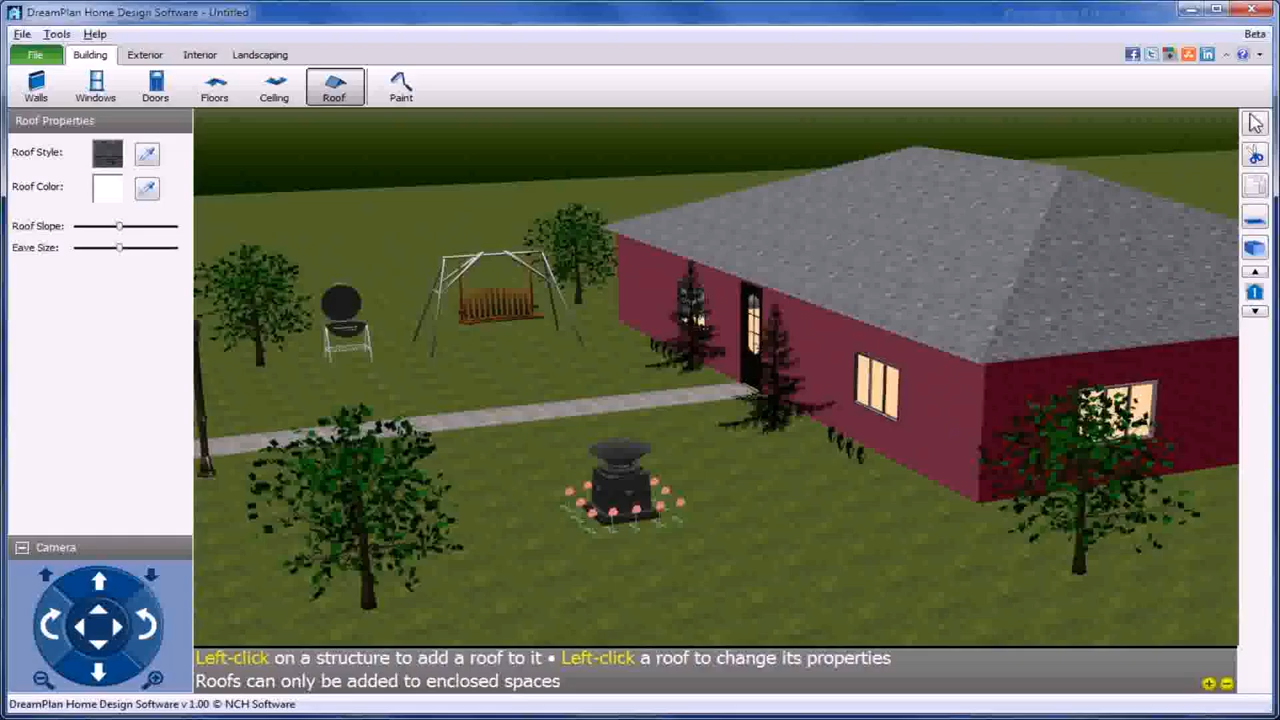 DreamPlan Home Design Software - Untitled
File Tools Help
Beta
File Building Exterior Interior Landscaping
Walls Windows Doors Floors Ceiling Roof Paint
Roof Properties
Roof Style:
Roof Color:
Roof Slope:
Eave Size:
Camera
Left-click on a structure to add a roof to it • Left-click a roof to change its properties
Roofs can only be added to enclosed spaces
DreamPlan Home Design Software v 1.00 © NCH Software